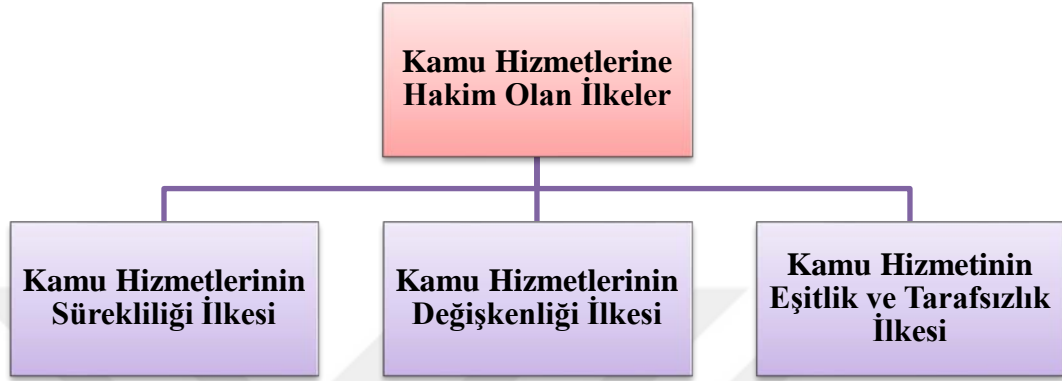 Kamu Hizmetlerine
Hakim Olan İlkeler
Kamu Hizmetlerinin
Sürekliliği İlkesi
Kamu Hizmetlerinin
Değişkenliği İlkesi
Kamu Hizmetinin
Eşitlik ve Tarafsızlık
İlkesi